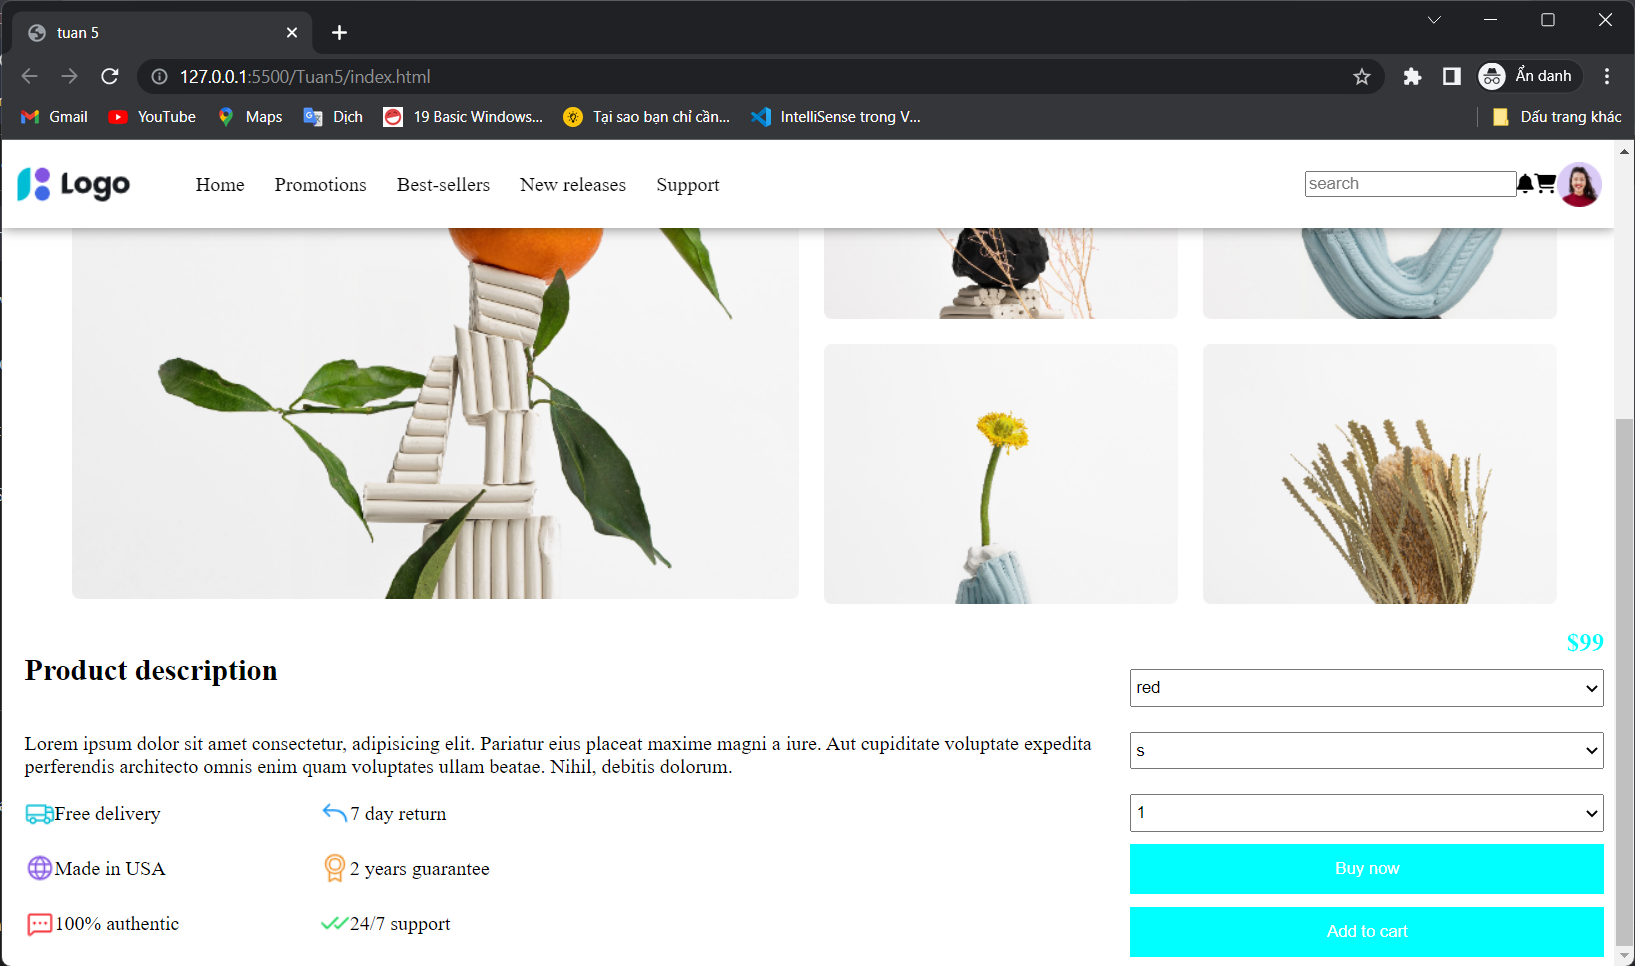 tuan 5
127.0.0.1:5500/Tuan5/index.html
Ẩn danh
Gmail YouTube Maps Dịch 19 Basic Windows... Tại sao bạn chỉ cần... IntelliSense trong V... Dấu trang khác
Logo Home Promotions Best-sellers New releases Support search
$99
Product description
red
Lorem ipsum dolor sit amet consectetur, adipisicing elit. Pariatur eius placeat maxime magni a iure. Aut cupiditate voluptate expedita
perferendis architecto omnis enim quam voluptates ullam beatae. Nihil, debitis dolorum.
s
Free delivery 7 day return
1
Made in USA 2 years guarantee
Buy now
100% authentic 24/7 support
Add to cart